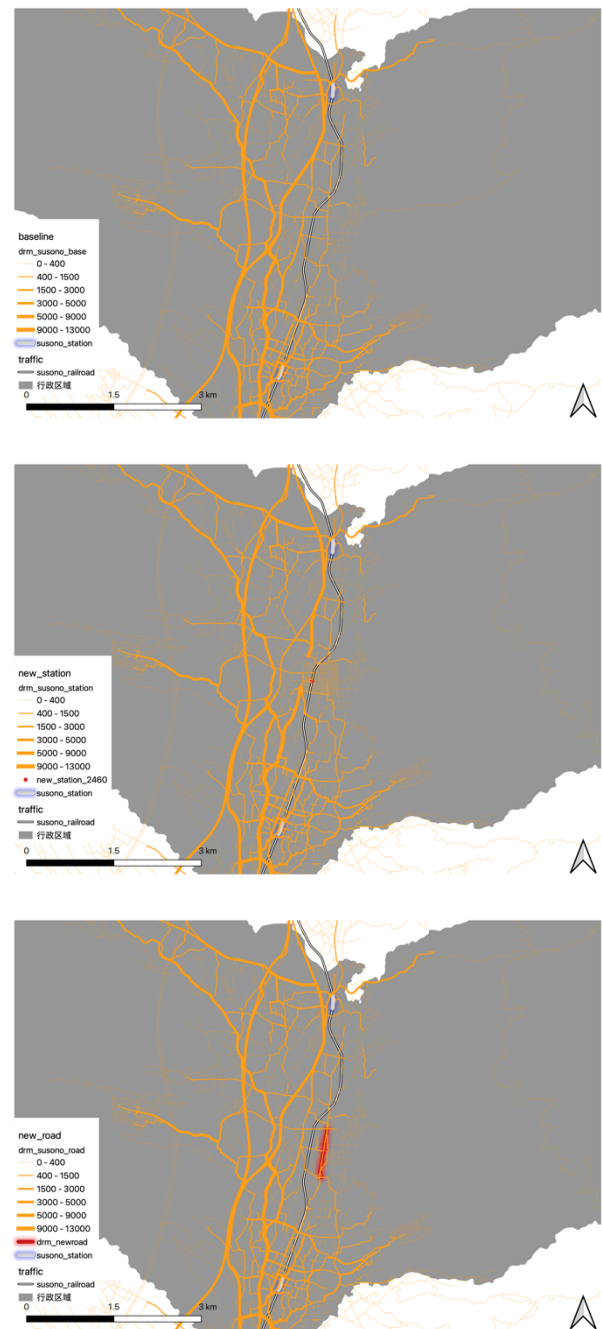 baseline
drm_susono_base
0 - 400
400 - 1500
1500 - 3000
3000 - 5000
5000 - 9000
9000 - 13000
susono_station
traffic
susono_railroad
行政区域
0 1.5 3 km
new_station
drm_susono_station
0 - 400
400 - 1500
1500 - 3000
3000 - 5000
5000 - 9000
9000 - 13000
new_station_2460
susono_station
traffic
susono_railroad
行政区域
0 1.5 3 km
new_road
drm_susono_road
0 - 400
400 - 1500
1500 - 3000
3000 - 5000
5000 - 9000
9000 - 13000
drm_newroad
susono_station
traffic
susono_railroad
行政区域
0 1.5 3 km